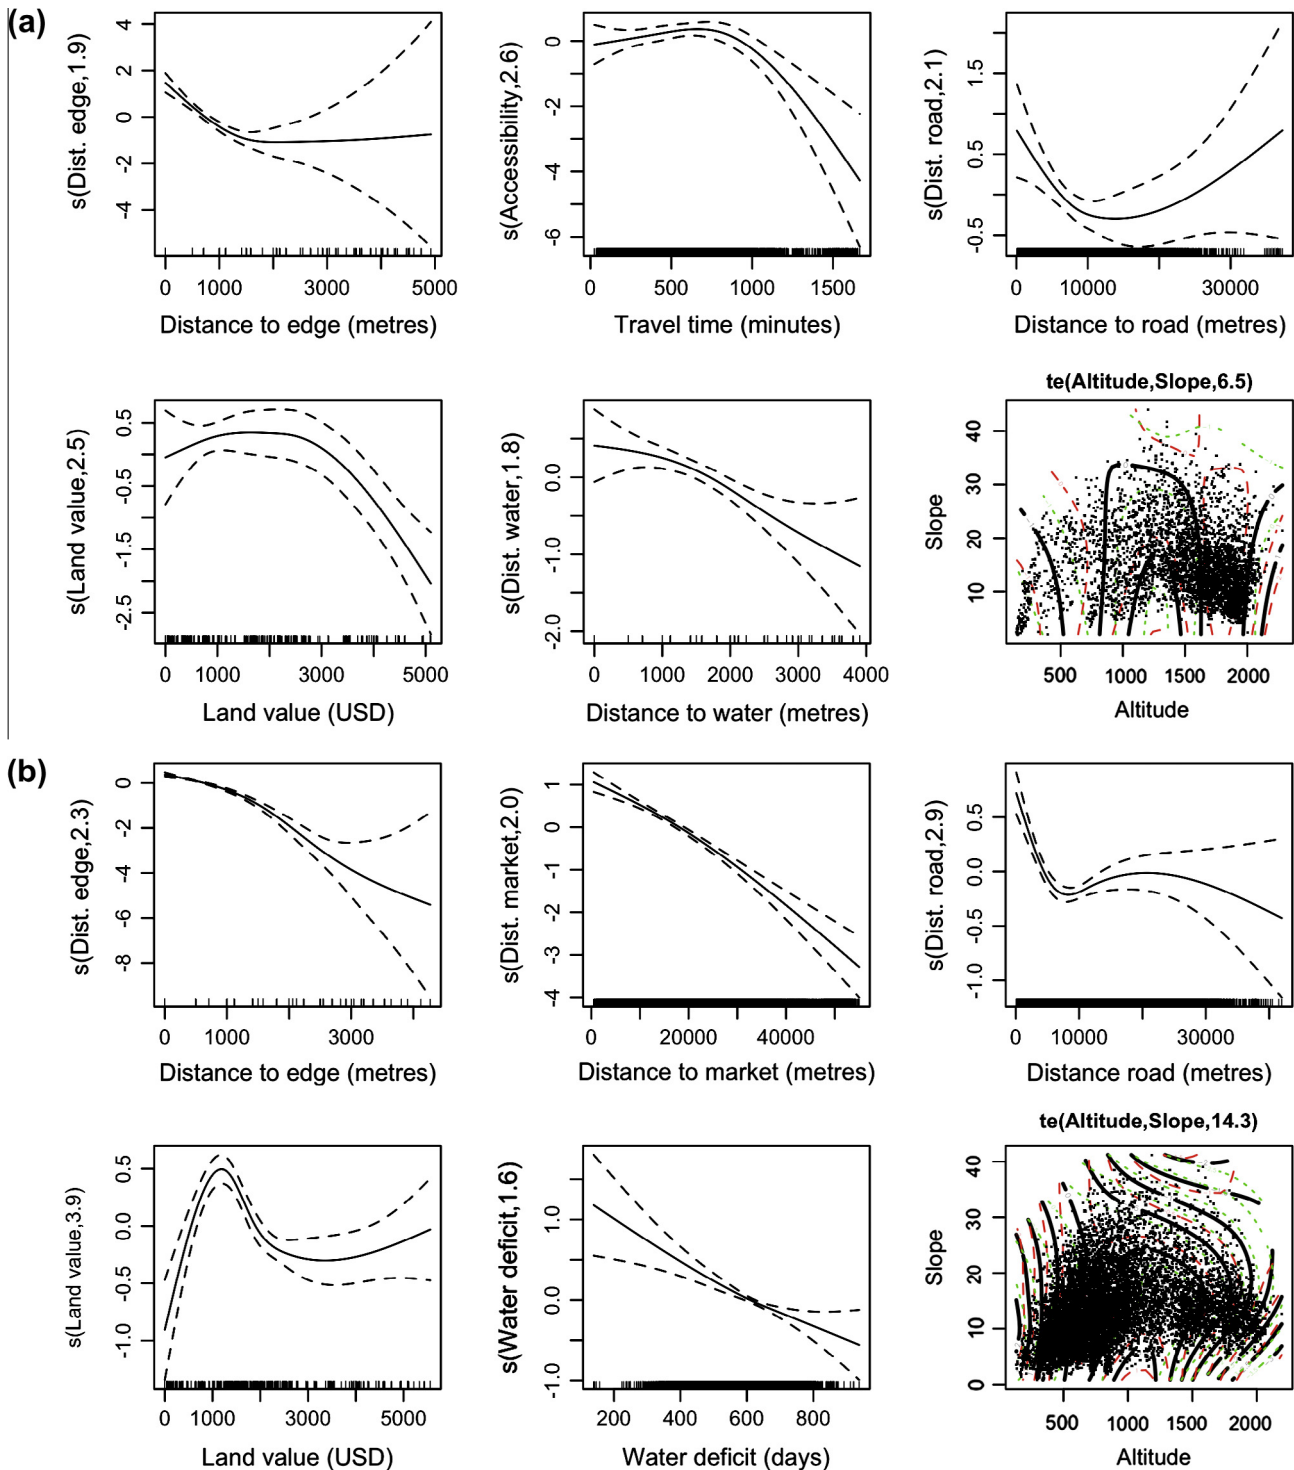 (a)
s(Dist. edge,1.9)
4
2
0
-2
-4
0 1000 3000 5000
Distance to edge (metres)
s(Accessibility,2.6)
0
-2
-4
-6
0 500 1000 1500
Travel time (minutes)
s(Dist. road,2.1)
1.5
0.5
-0.5
0 10000 30000
Distance to road (metres)
s(Land value,2.5)
0.5
-0.5
-1.5
-2.5
0 1000 3000 5000
Land value (USD)
s(Dist. water,1.8)
0.0
-1.0
-2.0
0 1000 2000 3000 4000
Distance to water (metres)
te(Altitude,Slope,6.5)
Slope
40
30
20
10
500 1000 1500 2000
Altitude
(b)
s(Dist. edge,2.3)
0
-2
-4
-6
-8
0 1000 3000
Distance to edge (metres)
s(Dist. market,2.0)
1
0
-1
-2
-3
-4
0 20000 40000
Distance to market (metres)
s(Dist. road,2.9)
0.5
0.0
-0.5
-1.0
0 10000 30000
Distance road (metres)
s(Land value,3.9)
0.5
0.0
-0.5
-1.0
0 1000 3000 5000
Land value (USD)
s(Water deficit,1.6)
1.0
0.0
-1.0
200 400 600 800
Water deficit (days)
te(Altitude,Slope,14.3)
Slope
40
30
20
10
0
500 1000 1500 2000
Altitude